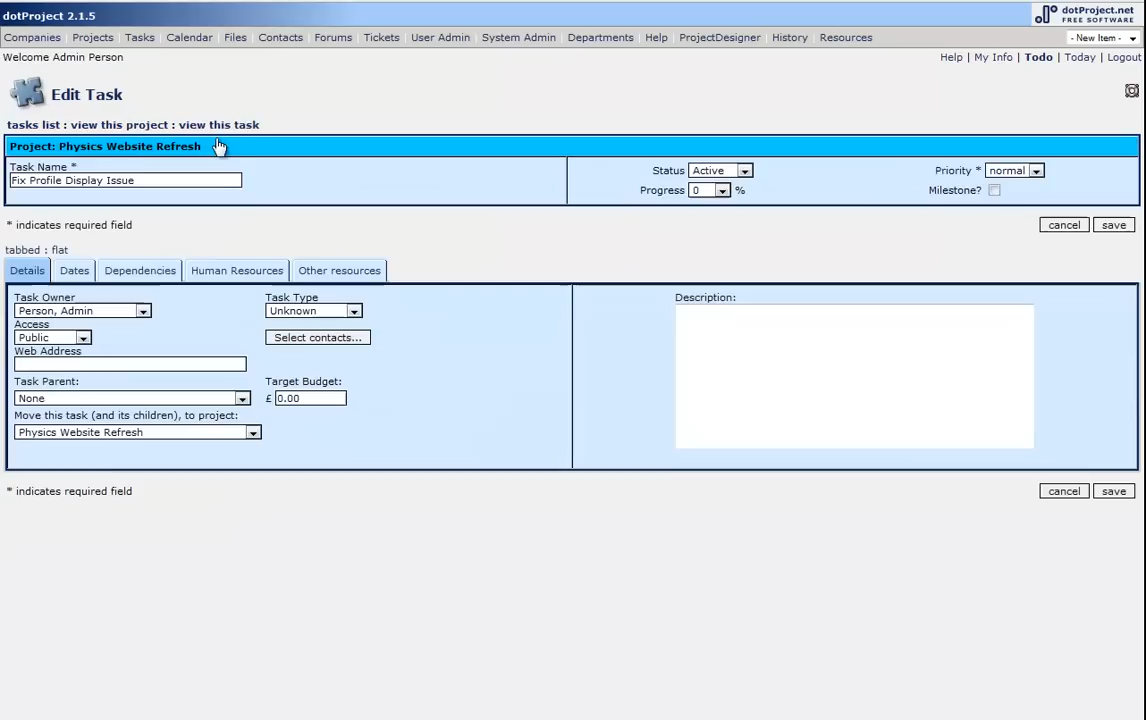 dotProject 2.1.5
dotProject.net
FREE SOFTWARE
Companies Projects Tasks Calendar Files Contacts Forums Tickets User Admin System Admin Departments Help ProjectDesigner History Resources - New Item -
Welcome Admin Person Help | My Info | Todo | Today | Logout
Edit Task
tasks list : view this project : view this task
Project: Physics Website Refresh
Task Name *
Fix Profile Display Issue
Status Active Priority * normal
Progress 0 % Milestone?
* indicates required field cancel save
tabbed : flat
Details Dates Dependencies Human Resources Other resources
Task Owner Task Type Description:
Person, Admin Unknown
Access
Public Select contacts...
Web Address
Task Parent: Target Budget:
None £ 0.00
Move this task (and its children), to project:
Physics Website Refresh
* indicates required field cancel save